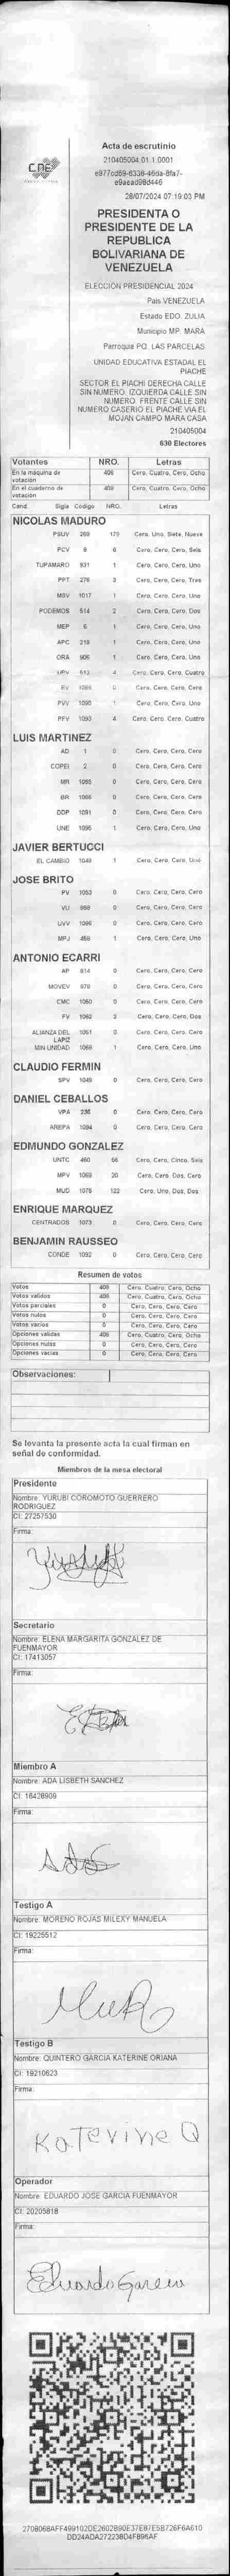 CNE
Acta de escrutinio
210405004.01.1.0001
28/07/2024 07:19:03 PM
PRESIDENTA O
PRESIDENTE DE LA
REPUBLICA
BOLIVARIANA DE
VENEZUELA
ELECCIÓN PRESIDENCIAL 2024
País VENEZUELA
Estado EDO. ZULIA
Municipio MP. MARA
Parroquia PQ. LAS PARCELAS
UNIDAD EDUCATIVA ESTADAL EL
PIACHE
SECTOR EL PIACHI DERECHA CALLE
SIN NUMERO. IZQUIERDA CALLE SIN
NUMERO. FRENTE CALLE SIN
NUMERO CASERIO EL PIACHE VIA EL
MOJAN CAMPO MARA CASA
210405004
630 Electores
Votantes NRO. Letras
En la máquina de votación 408 Cero, Cuatro, Cero, Ocho
En el cuaderno de votación 408 Cero, Cuatro, Cero, Ocho
Cand. Sigla Código NRO. Letras
NICOLAS MADURO
PSUV 269 179 Cero, Uno, Siete, Nueve
PCV 8 6 Cero, Cero, Cero, Seis
TUPAMARO 931 1 Cero, Cero, Cero, Uno
PPT 276 3 Cero, Cero, Cero, Tres
MSV 1017 1 Cero, Cero, Cero, Uno
PODEMOS 514 2 Cero, Cero, Cero, Dos
MEP 5 1 Cero, Cero, Cero, Uno
APC 218 1 Cero, Cero, Cero, Uno
ORA 906 1 Cero, Cero, Cero, Uno
UPV 513 4 Cero, Cero, Cero, Cuatro
EV 0 Cero, Cero, Cero, Cero
PVV 1090 1 Cero, Cero, Cero, Uno
PFV 1093 4 Cero, Cero, Cero, Cuatro
LUIS MARTINEZ
AD 1 0 Cero, Cero, Cero, Cero
COPEI 2 0 Cero, Cero, Cero, Cero
MR 1065 0 Cero, Cero, Cero, Cero
BR 1066 0 Cero, Cero, Cero, Cero
DDP 1091 0 Cero, Cero, Cero, Cero
UNE 1095 1 Cero, Cero, Cero, Uno
JAVIER BERTUCCI
EL CAMBIO 1049 1 Cero, Cero, Cero, Uno
JOSE BRITO
PV 1053 0 Cero, Cero, Cero, Cero
VU 868 0 Cero, Cero, Cero, Cero
UVV 1096 0 Cero, Cero, Cero, Cero
MPJ 458 1 Cero, Cero, Cero, Uno
ANTONIO ECARRI
AP 914 0 Cero, Cero, Cero, Cero
MOVEV 978 0 Cero, Cero, Cero, Cero
CMC 1050 0 Cero, Cero, Cero, Cero
FV 1062 2 Cero, Cero, Cero, Dos
ALIANZA DEL LAPIZ 1051 0 Cero, Cero, Cero, Cero
MIN UNIDAD 1069 1 Cero, Cero, Cero, Uno
CLAUDIO FERMIN
SPV 1048 0 Cero, Cero, Cero, Cero
DANIEL CEBALLOS
VPA 236 0 Cero, Cero, Cero, Cero
AREPA 1094 0 Cero, Cero, Cero, Cero
EDMUNDO GONZALEZ
UNTC 460 56 Cero, Cero, Cinco, Seis
MPV 1069 20 Cero, Cero, Dos, Cero
MUD 1075 122 Cero, Uno, Dos, Dos
ENRIQUE MARQUEZ
CENTRADOS 1073 0 Cero, Cero, Cero, Cero
BENJAMIN RAUSSEO
CONDE 1092 0 Cero, Cero, Cero, Cero
Resumen de votos
Votos 408 Cero, Cuatro, Cero, Ocho
Votos validos 408 Cero, Cuatro, Cero, Ocho
Votos parciales 0 Cero, Cero, Cero, Cero
Votos nulos 0 Cero, Cero, Cero, Cero
Votos vacios 0 Cero, Cero, Cero, Cero
Opciones validas 408 Cero, Cuatro, Cero, Ocho
Opciones nulas 0 Cero, Cero, Cero, Cero
Opciones vacias 0 Cero, Cero, Cero, Cero
Observaciones:
Se levanta la presente acta la cual firman en
señal de conformidad.
Miembros de la mesa electoral
Presidente
Nombre: YURUBI COROMOTO GUERRERO
RODRIGUEZ
CI: 27257530
Firma:
Secretario
Nombre: ELENA MARGARITA GONZALEZ DE
FUENMAYOR
CI: 17413057
Firma:
Miembro A
Nombre: ADA LISBETH SANCHEZ
CI: 18428909
Firma:
Testigo A
Nombre: MORENO ROJAS MILEXY MANUELA
CI: 19225512
Firma:
Testigo B
Nombre: QUINTERO GARCIA KATERINE ORIANA
CI: 19210623
Firma:
Katerine Q
Operador
Nombre: EDUARDO JOSE GARCIA FUENMAYOR
CI: 20205818
Firma:
Eduardo Garcia
2708068AFF499102DE2602B90E37E87E5B726F6A610
DD24ADA272238D4F896AF